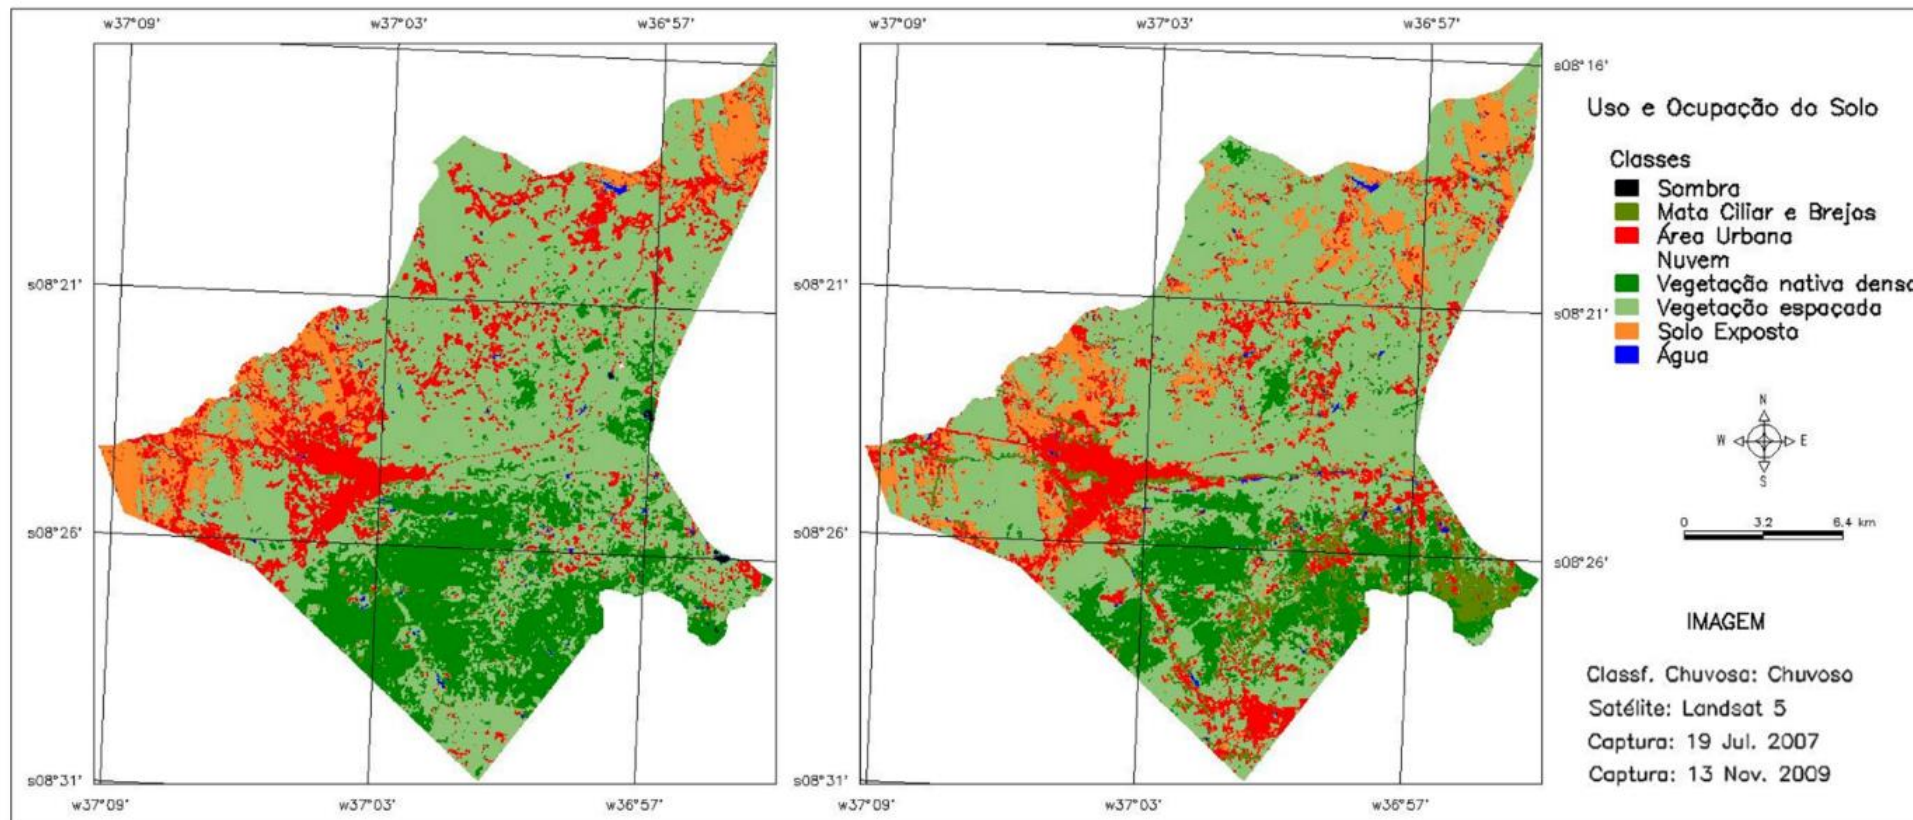 w37°09' w37°03' w36°57' w37°09' w37°03' w36°57'
s08°16'
Uso e Ocupação do Solo
Classes
Sombra
Mata Ciliar e Brejos
Área Urbana
Nuvem
s08°21' s08°21' Vegetação nativa densa
Vegetação espaçada s08°21'
Solo Exposto
Água
N
W E
S
0 3.2 6.4 km
s08°26' s08°26'
s08°26'
IMAGEM
Classf. Chuvosa: Chuvoso
Satélite: Landsat 5
Captura: 19 Jul. 2007
Captura: 13 Nov. 2009
s08°31' s08°31'
w37°09' w37°03' w36°57' w37°09' w37°03' w36°57'